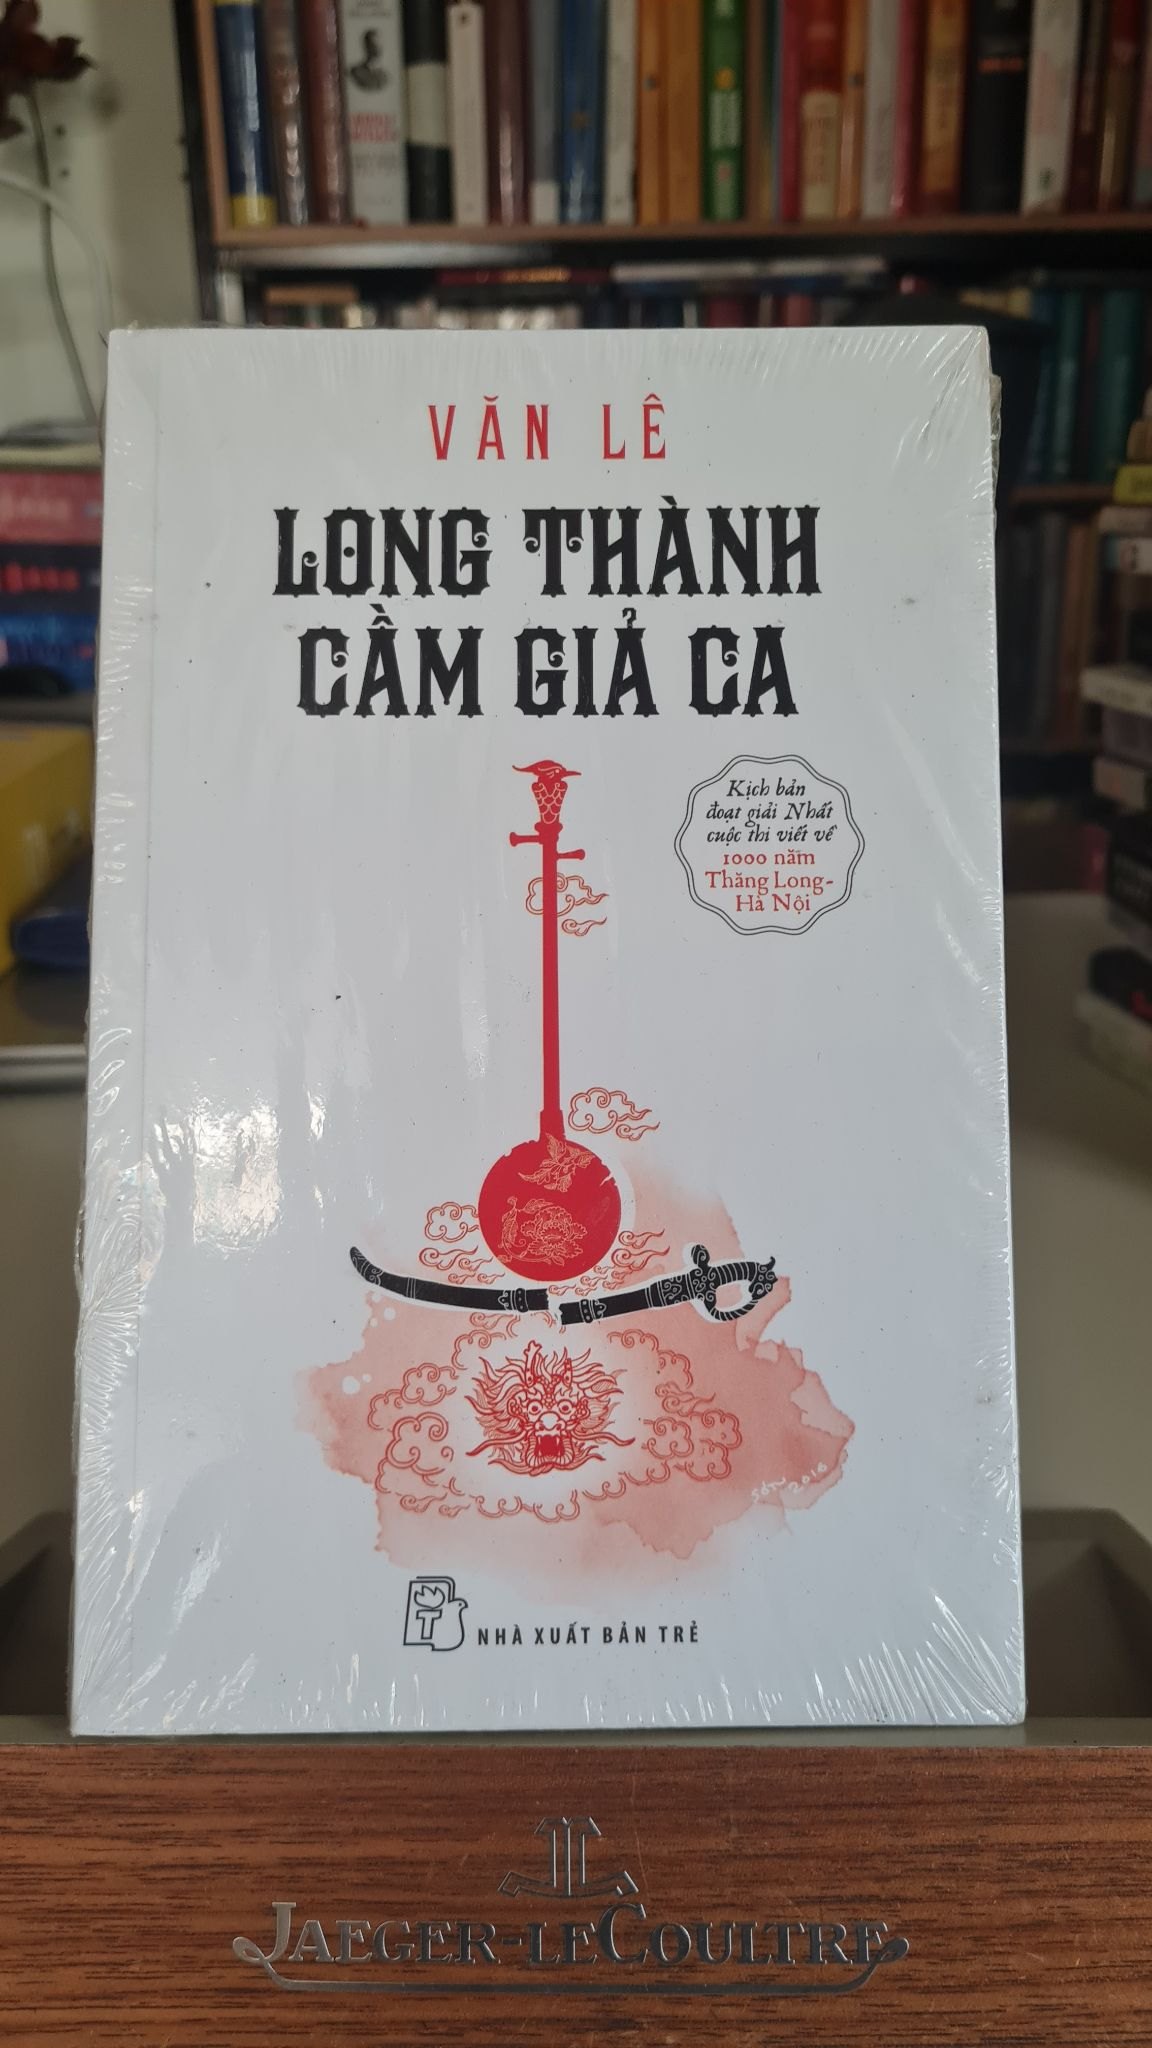 VĂN LÊ
LONG THÀNH
CẦM GIẢ CA
Kịch bản
đoạt giải Nhất
cuộc thi viết về
1000 năm
Thăng Long-
Hà Nội
2016
NHÀ XUẤT BẢN TRẺ
JAEGER-LECOULTRE